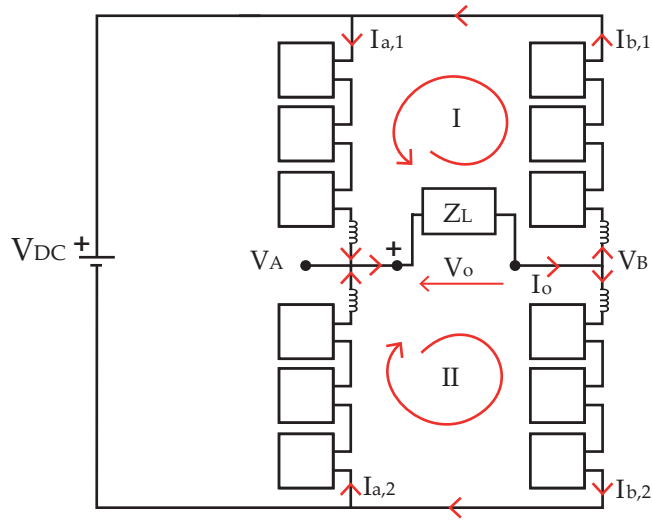 Ia,1
Ib,1
I
ZL
VDC
+
VA
+
Vo
Io
VB
II
Ia,2
Ib,2